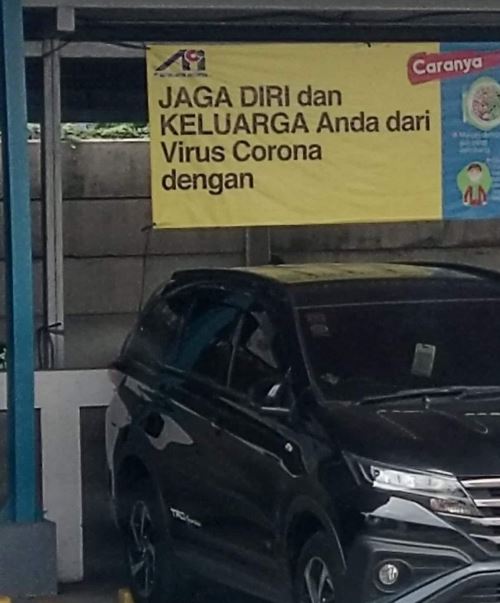 JAGA DIRI dan
KELUARGA Anda dari
Virus Corona
dengan
Caranya